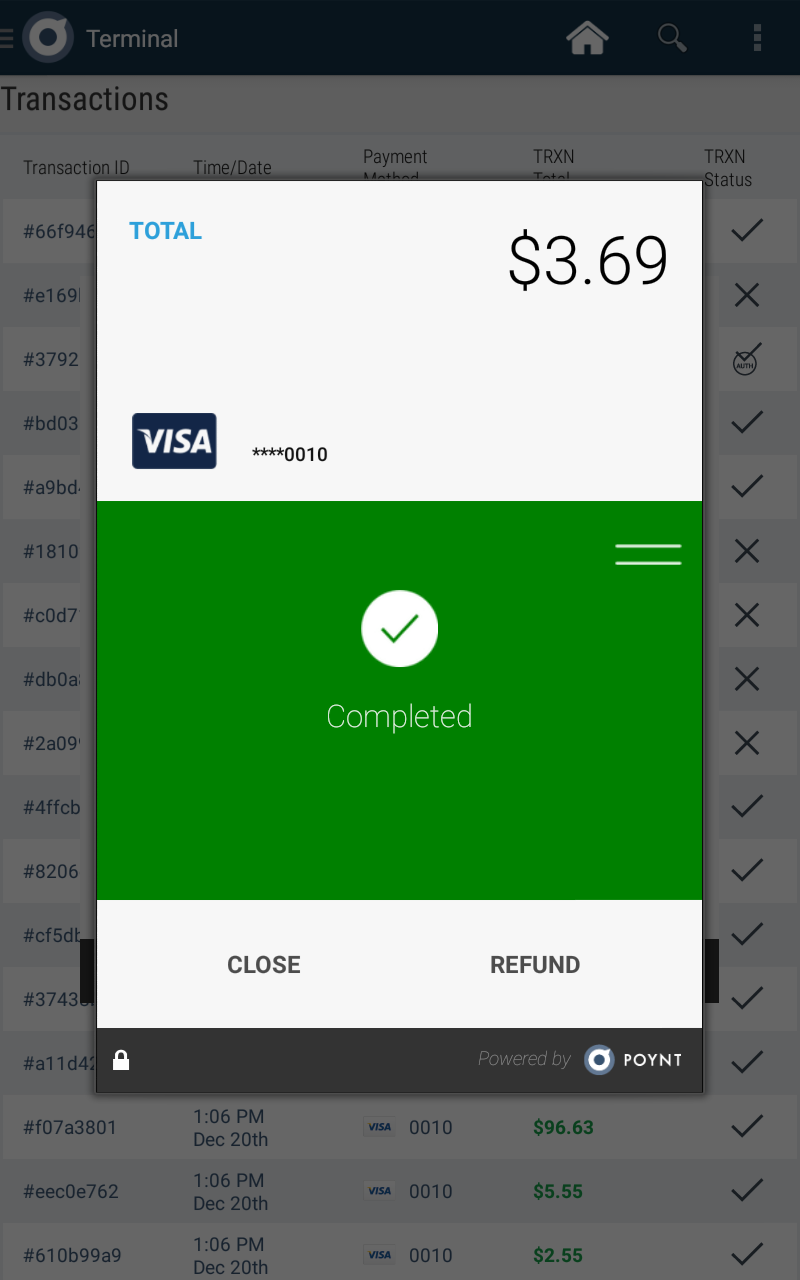 Terminal
Transactions
Transaction ID Time/Date Payment Method TRXN Total TRXN Status
TOTAL
$3.69
VISA ****0010
Completed
CLOSE REFUND
Powered by POYNT
#66f946
#e169
#3792
AUTH
#bd03
#a9bd
#1810
#c0d7
#db0a
#2a09
#4ffcb
#8206
#cf5d
#3743
#a11d42
#f07a3801 1:06 PM VISA 0010 $96.63
Dec 20th
#eec0e762 1:06 PM VISA 0010 $5.55
Dec 20th
#610b99a9 1:06 PM VISA 0010 $2.55
Dec 20th